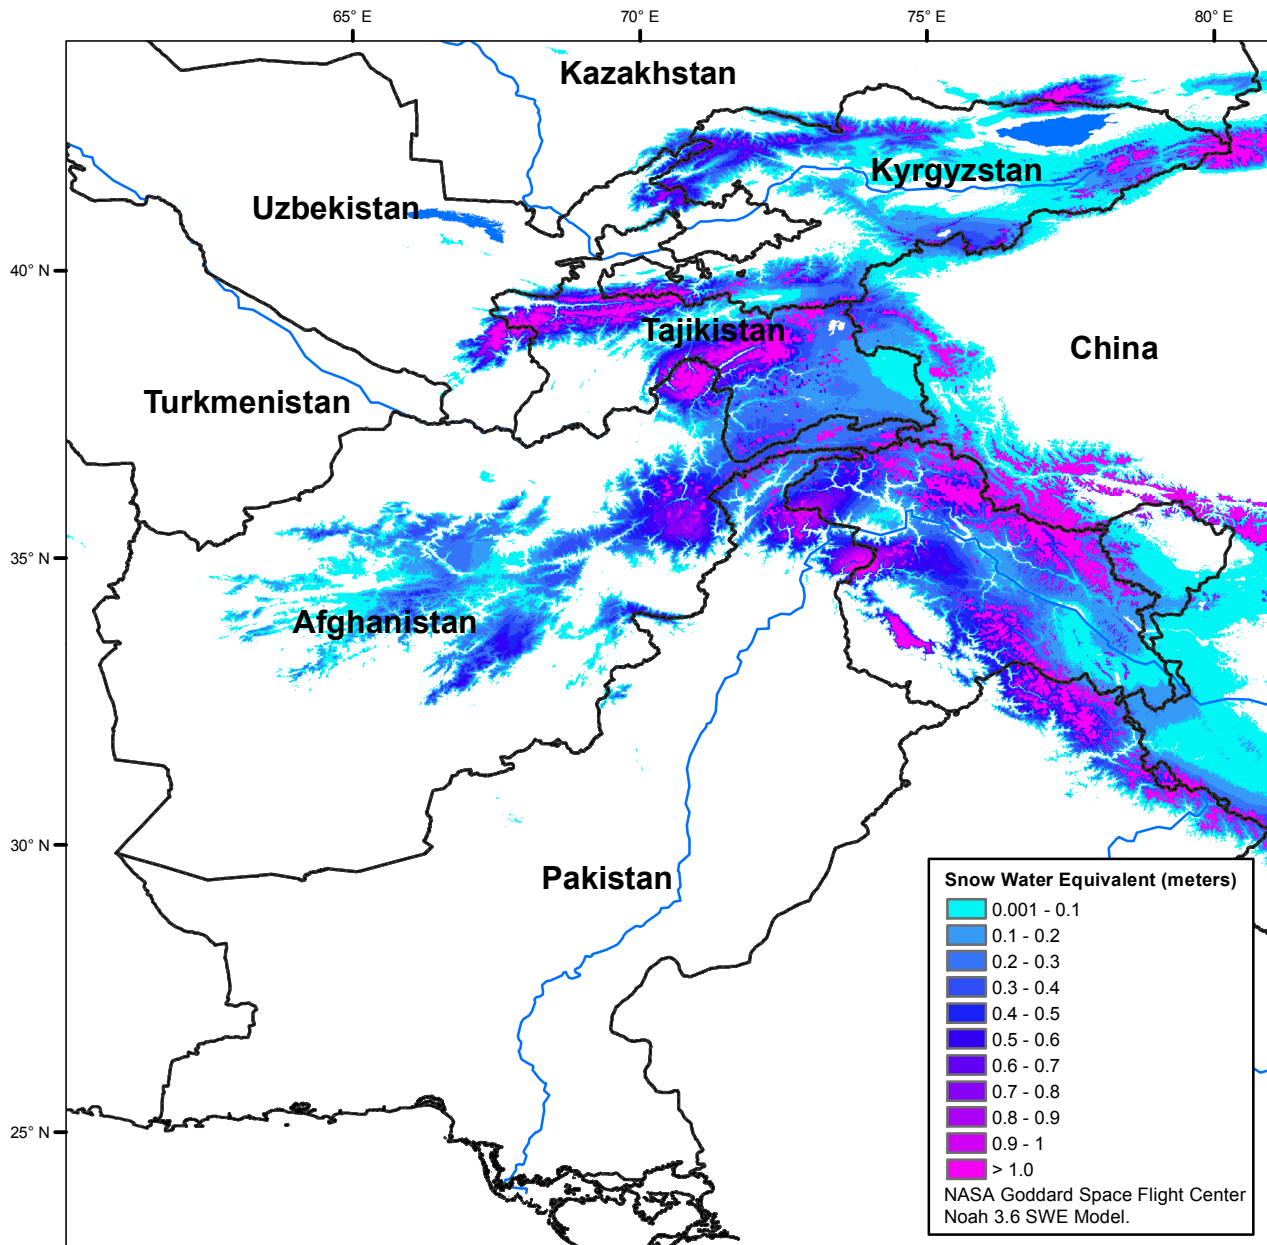 65° E
70° E
75° E
80° E
Kazakhstan
Kyrgyzstan
Uzbekistan
40° N
Tajikistan
China
Turkmenistan
35° N
Afghanistan
30° N
Pakistan
25° N
Snow Water Equivalent (meters)
0.001 - 0.1
0.1 - 0.2
0.2 - 0.3
0.3 - 0.4
0.4 - 0.5
0.5 - 0.6
0.6 - 0.7
0.7 - 0.8
0.8 - 0.9
0.9 - 1
> 1.0
NASA Goddard Space Flight Center
Noah 3.6 SWE Model.